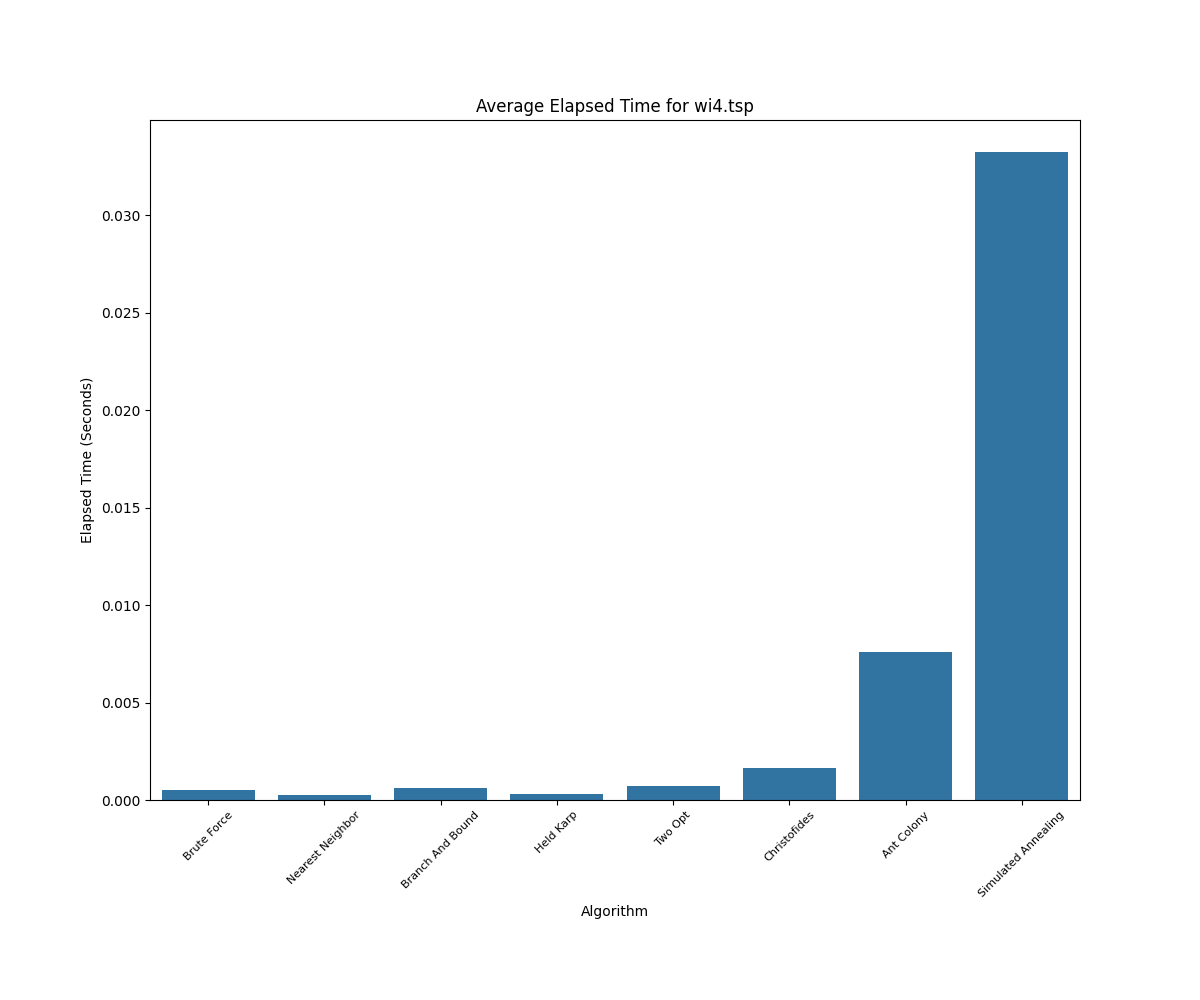 Average Elapsed Time for wi4.tsp
Elapsed Time (Seconds)
0.030
0.025
0.020
0.015
0.010
0.005
0.000
Brute Force
Nearest Neighbor
Branch And Bound
Held Karp
Two Opt
Christofides
Ant Colony
Simulated Annealing
Algorithm